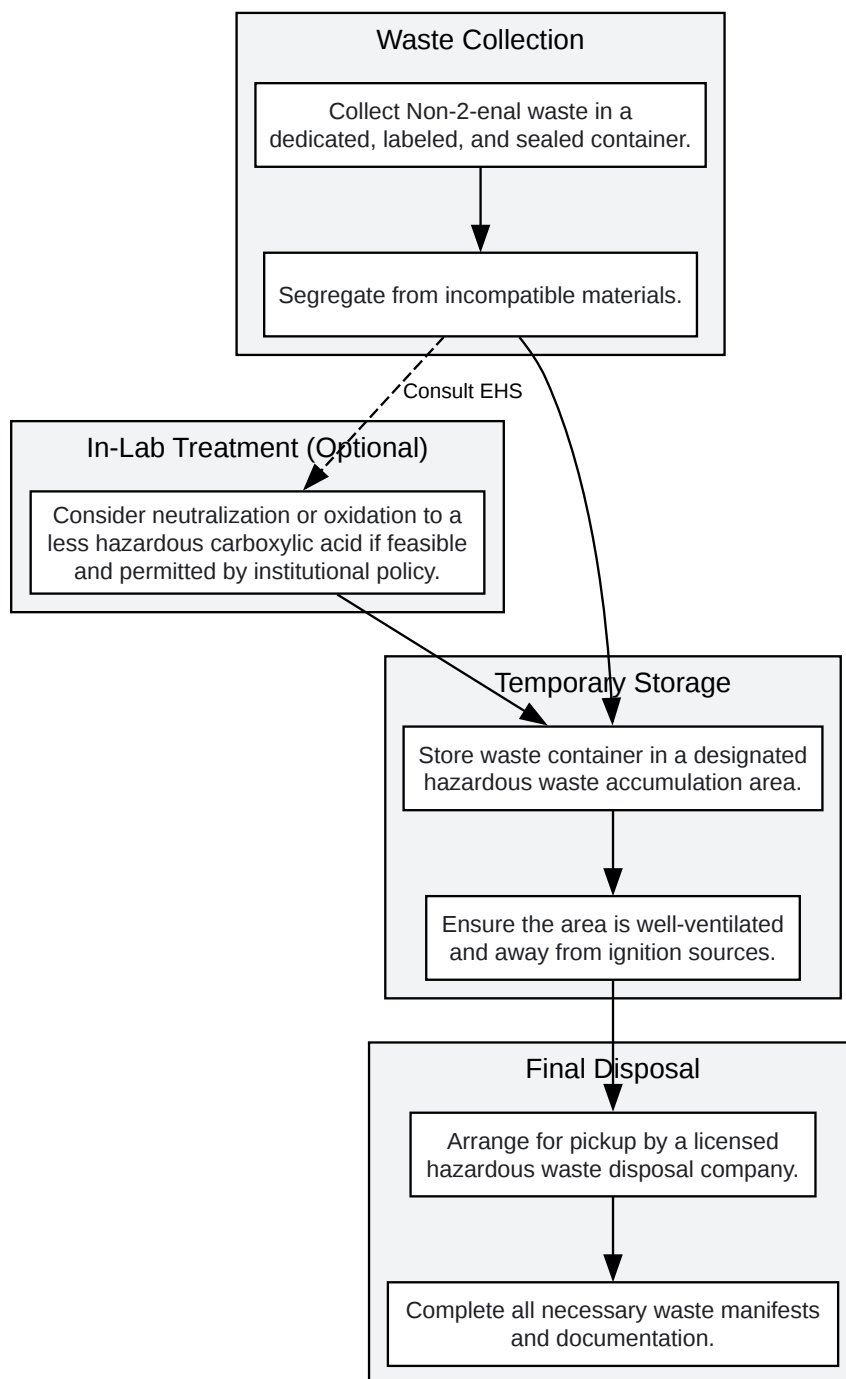 Waste Collection
Collect Non-2-enal waste in a
dedicated, labeled, and sealed container.
Segregate from incompatible materials.
Consult EHS
In-Lab Treatment (Optional)
Consider neutralization or oxidation to a
less hazardous carboxylic acid if feasible
and permitted by institutional policy.
Temporary Storage
Store waste container in a designated
hazardous waste accumulation area.
Ensure the area is well-ventilated
and away from ignition sources.
Final Disposal
Arrange for pickup by a licensed
hazardous waste disposal company.
Complete all necessary waste manifests
and documentation.